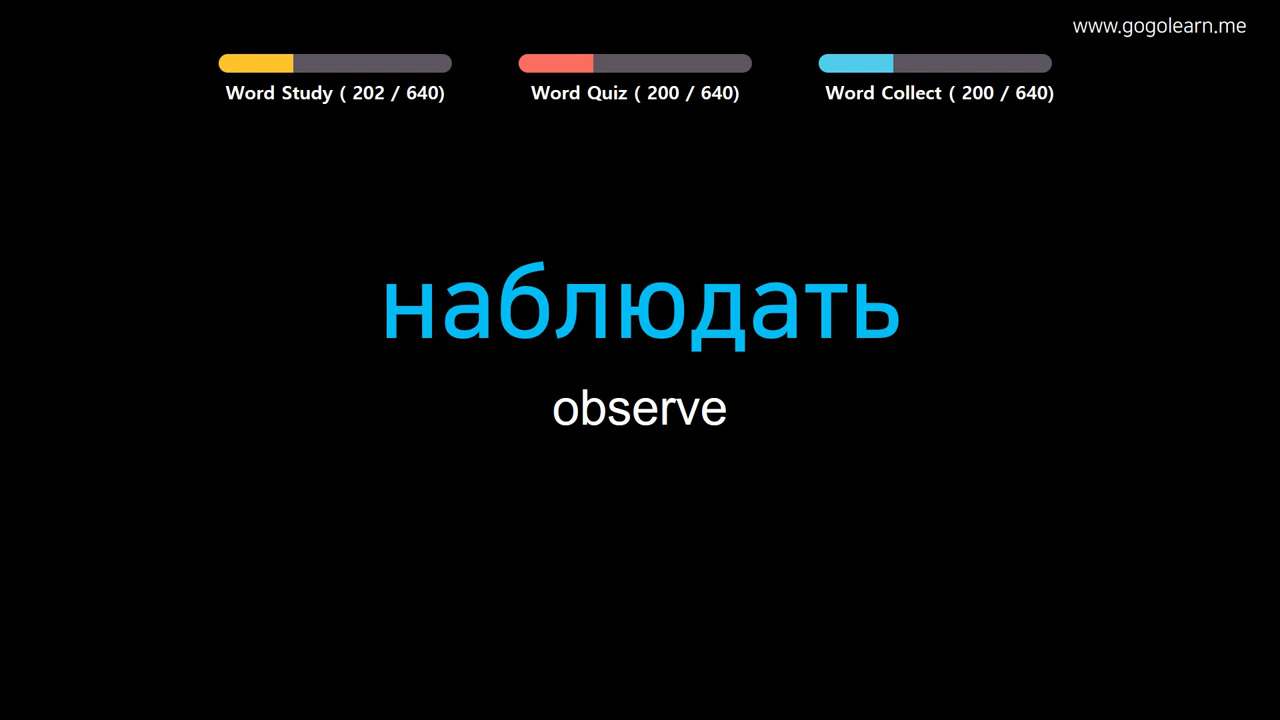 www.gogolearn.me
Word Study ( 202 / 640)
Word Quiz ( 200 / 640)
Word Collect ( 200 / 640)
наблюдать
observe